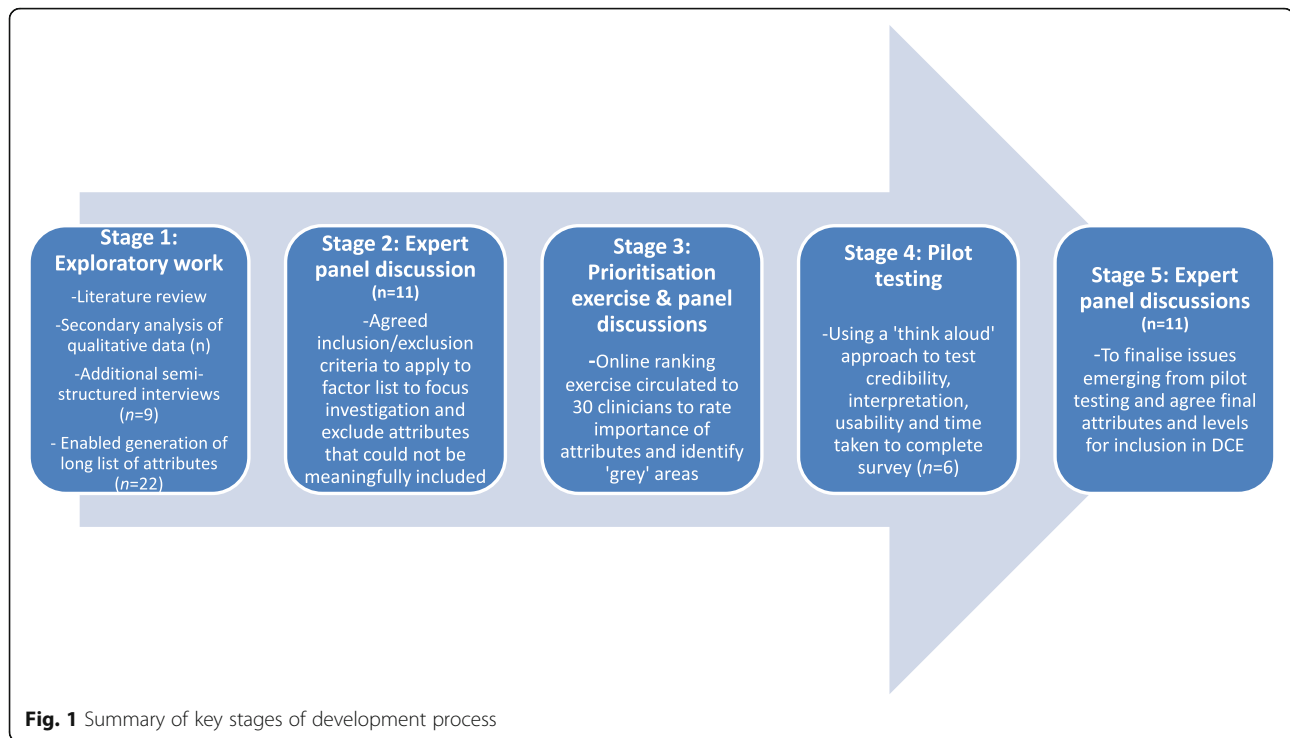 Stage 1:
Exploratory work
-Literature review
-Secondary analysis of
qualitative data (n)
-Additional semi-
structured interviews
(n=9)
- Enabled generation of
long list of attributes
(n=22)
Stage 2: Expert
panel discussion
(n=11)
-Agreed
inclusion/exclusion
criteria to apply to
factor list to focus
investigation and
exclude attributes
that could not be
meaningfully included
Stage 3:
Prioritisation
exercise & panel
discussions
-Online ranking
exercise circulated to
30 clinicians to rate
importance of
attributes and identify
'grey' areas
Stage 4: Pilot
testing
-Using a 'think aloud'
approach to test
credibility,
interpretation,
usability and time
taken to complete
survey (n=6)
Stage 5: Expert
panel discussions
(n=11)
-To finalise issues
emerging from pilot
testing and agree final
attributes and levels
for inclusion in DCE
Fig. 1 Summary of key stages of development process